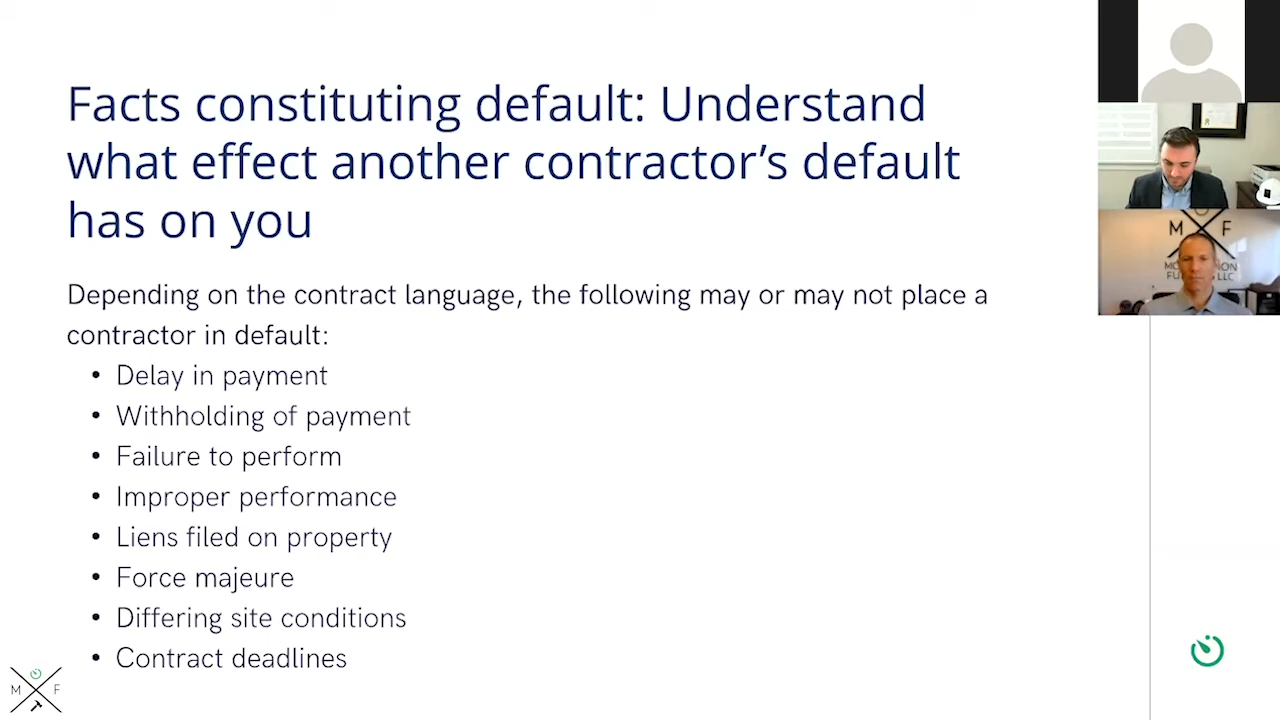 Facts constituting default: Understand
what effect another contractor’s default
has on you
Depending on the contract language, the following may or may not place a
contractor in default:
• Delay in payment
• Withholding of payment
• Failure to perform
• Improper performance
• Liens filed on property
• Force majeure
• Differing site conditions
• Contract deadlines
M F
M F